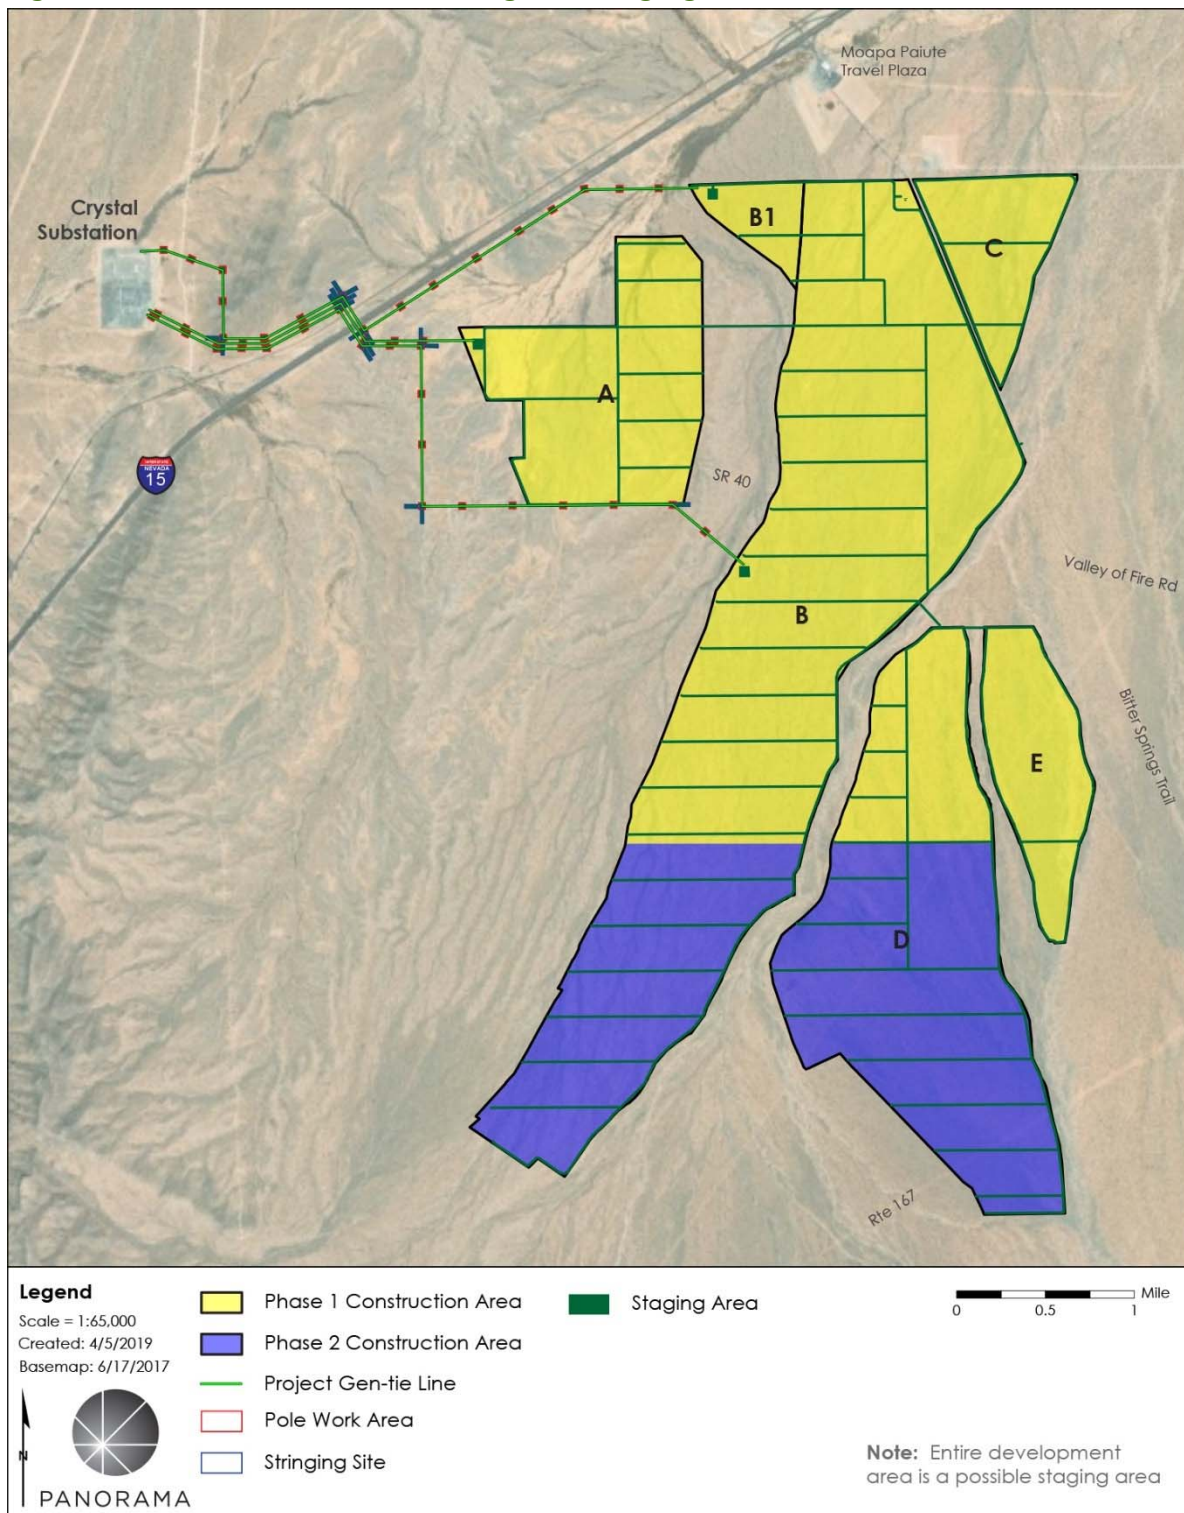 Moapa Paiute
Travel Plaza
Crystal
Substation
B1
C
A
NEVADA
15
SR 40
Valley of Fire Rd
B
Bitter Springs Trail
E
D
Rte 167
Legend
Scale = 1:65,000
Created: 4/5/2019
Basemap: 6/17/2017
N
PANORAMA
Phase 1 Construction Area
Phase 2 Construction Area
Project Gen-tie Line
Pole Work Area
Stringing Site
Staging Area
Mile
0 0.5 1
Note: Entire development
area is a possible staging area